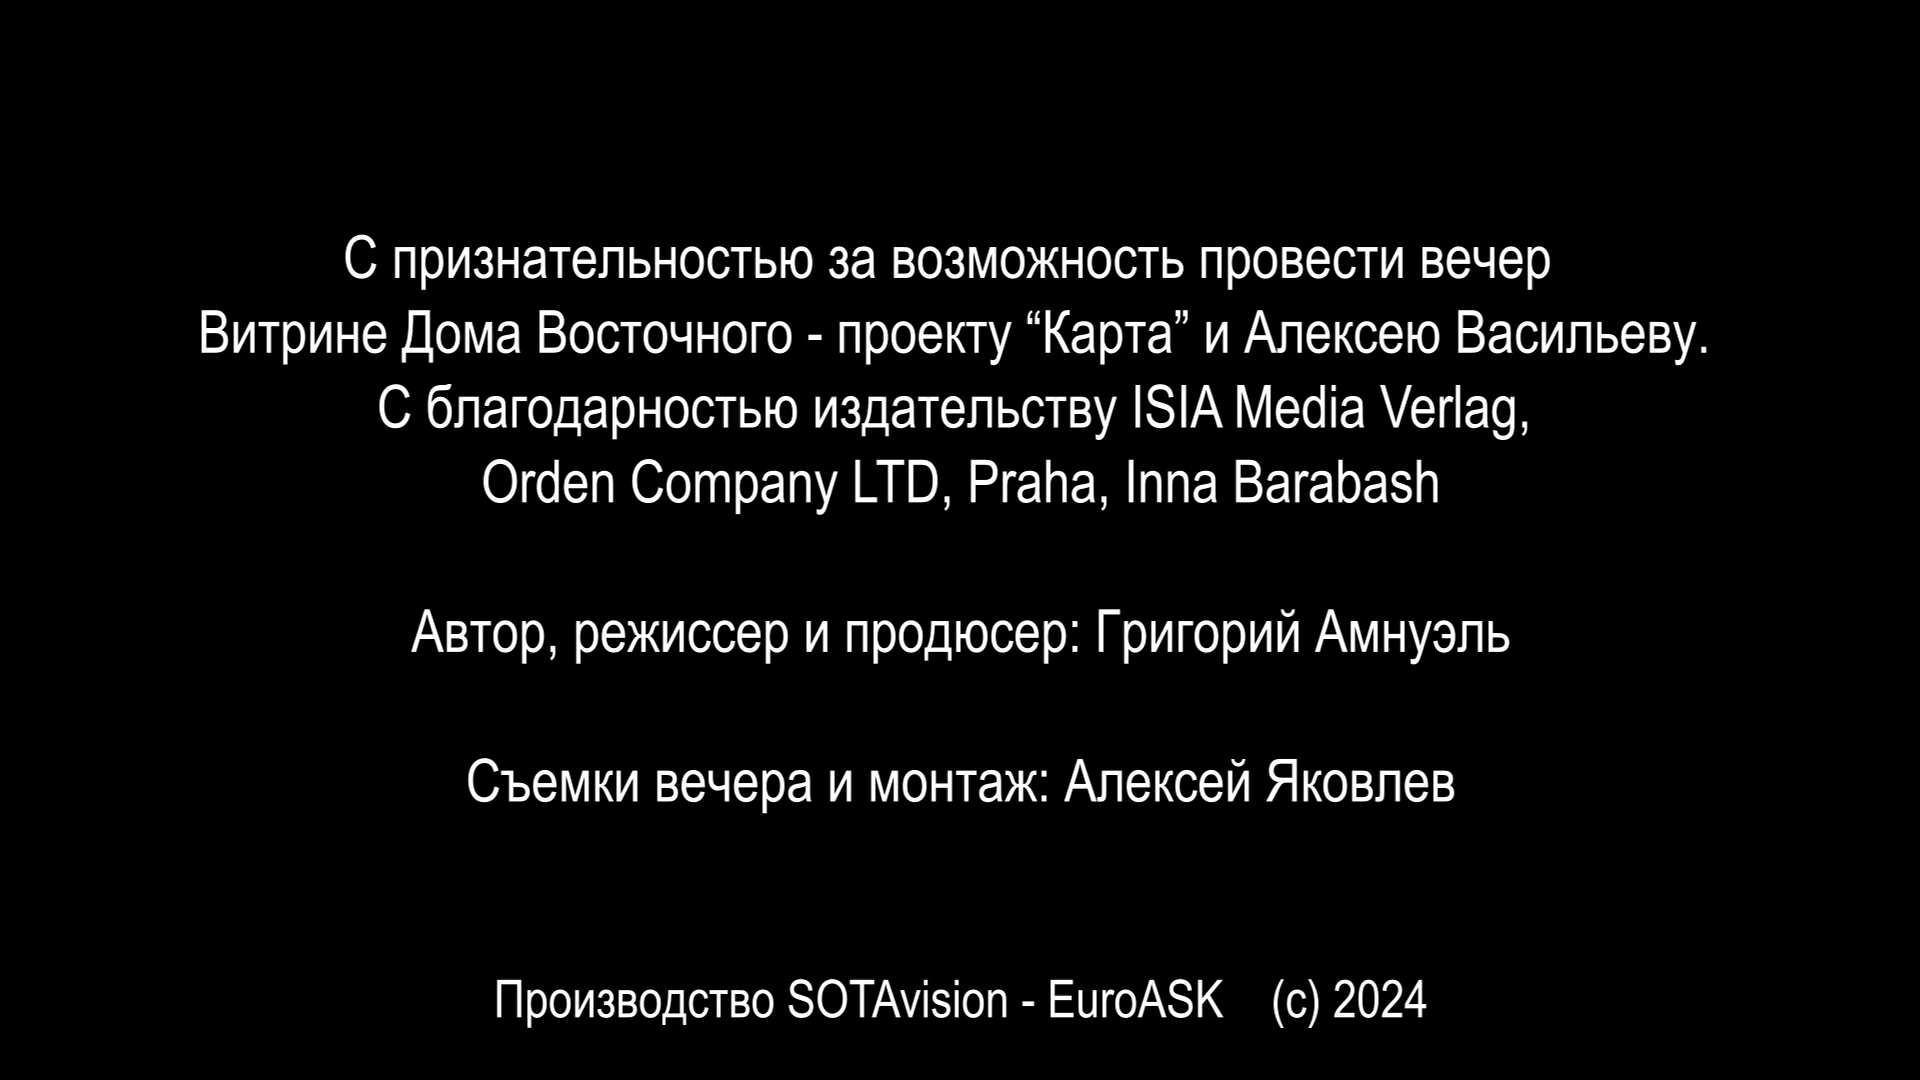 С признательностью за возможность провести вечер
Витрине Дома Восточного - проекту “Карта” и Алексею Васильеву.
С благодарностью издательству ISIA Media Verlag,
Orden Company LTD, Praha, Inna Barabash
Автор, режиссер и продюсер: Григорий Амнуэль
Съемки вечера и монтаж: Алексей Яковлев
Производство SOTAvision - EuroASK (c) 2024